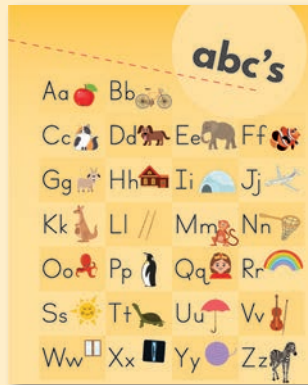 abc's
Aa Bb
Cc Dd Ee Ff
Gg Hh Ii Jj
Kk Ll Mm Nn
Oo Pp Qq Rr
Ss Tt Uu Vv
Ww Xx Yy Zz